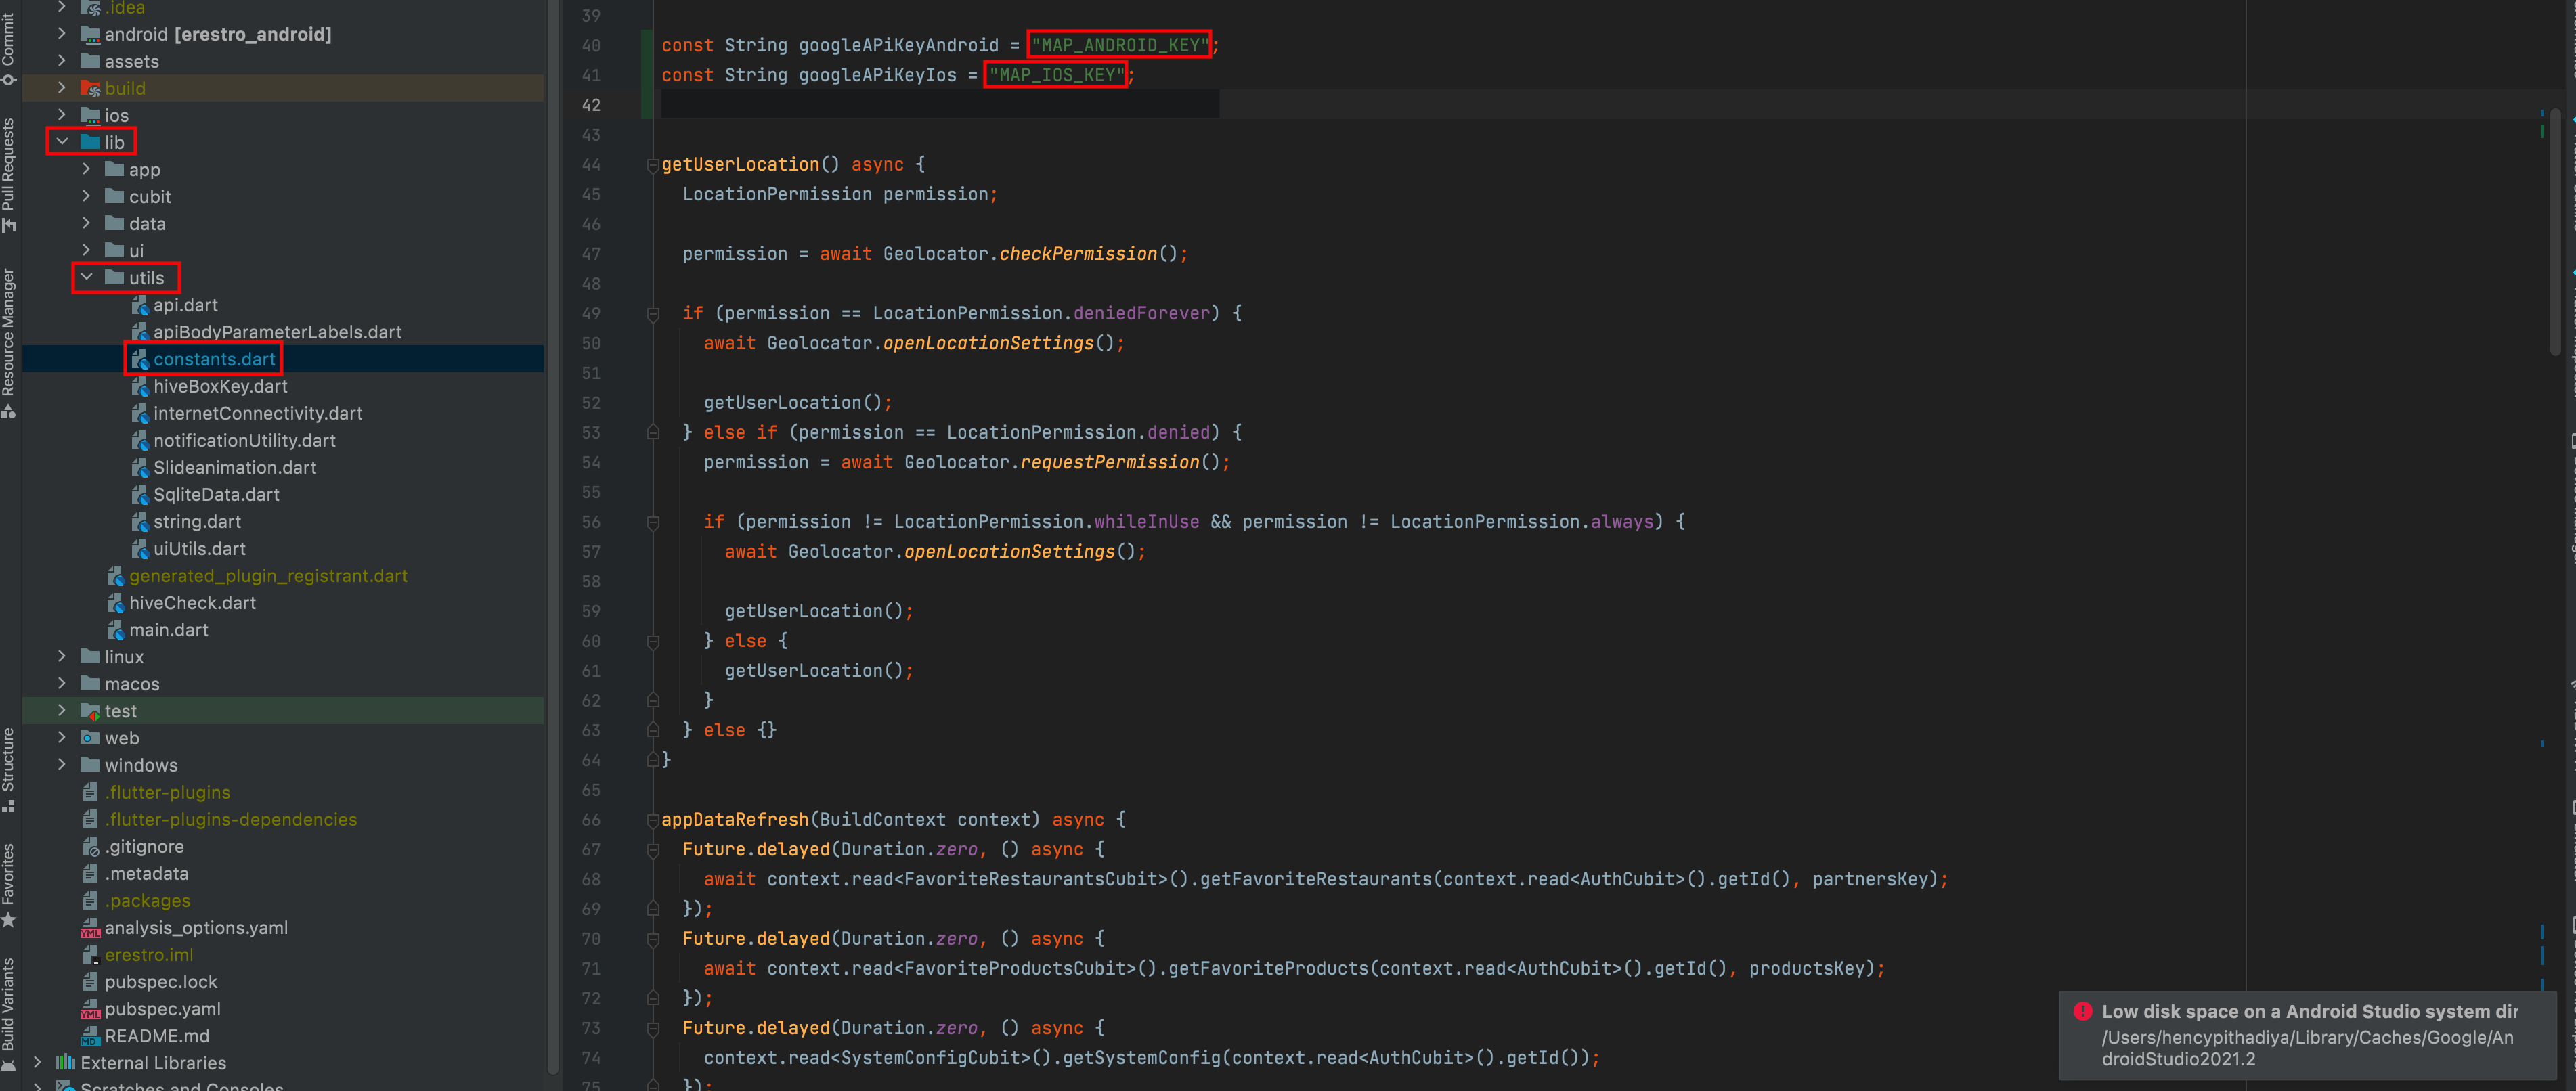 Commit
Pull Requests
Resource Manager
Structure
Favorites
Build Variants
.idea
android [erestro_android]
assets
build
ios
lib
app
cubit
data
ui
utils
api.dart
apiBodyParameterLabels.dart
constants.dart
hiveBoxKey.dart
internetConnectivity.dart
notificationUtility.dart
Slideanimation.dart
SqliteData.dart
string.dart
uiUtils.dart
generated_plugin_registrant.dart
hiveCheck.dart
main.dart
linux
macos
test
web
windows
.flutter-plugins
.flutter-plugins-dependencies
.gitignore
.metadata
.packages
analysis_options.yaml
erestro.iml
pubspec.lock
pubspec.yaml
README.md
External Libraries
Scratches and Consoles
39
40 const String googleAPiKeyAndroid = "MAP_ANDROID_KEY";
41 const String googleAPiKeyIos = "MAP_IOS_KEY";
42
43
44 getUserLocation() async {
45 LocationPermission permission;
46
47 permission = await Geolocator.checkPermission();
48
49 if (permission == LocationPermission.deniedForever) {
50 await Geolocator.openLocationSettings();
51
52 getUserLocation();
53 } else if (permission == LocationPermission.denied) {
54 permission = await Geolocator.requestPermission();
55
56 if (permission != LocationPermission.whileInUse && permission != LocationPermission.always) {
57 await Geolocator.openLocationSettings();
58
59 getUserLocation();
60 } else {
61 getUserLocation();
62 }
63 } else {}
64 }
65
66 appDataRefresh(BuildContext context) async {
67 Future.delayed(Duration.zero, () async {
68 await context.read<FavoriteRestaurantsCubit>().getFavoriteRestaurants(context.read<AuthCubit>().getId(), partnersKey);
69 });
70 Future.delayed(Duration.zero, () async {
71 await context.read<FavoriteProductsCubit>().getFavoriteProducts(context.read<AuthCubit>().getId(), productsKey);
72 });
73 Future.delayed(Duration.zero, () async {
74 context.read<SystemConfigCubit>().getSystemConfig(context.read<AuthCubit>().getId());
75 });
Low disk space on a Android Studio system dir
/Users/hencypithadiya/Library/Caches/Google/An
droidStudio2021.2